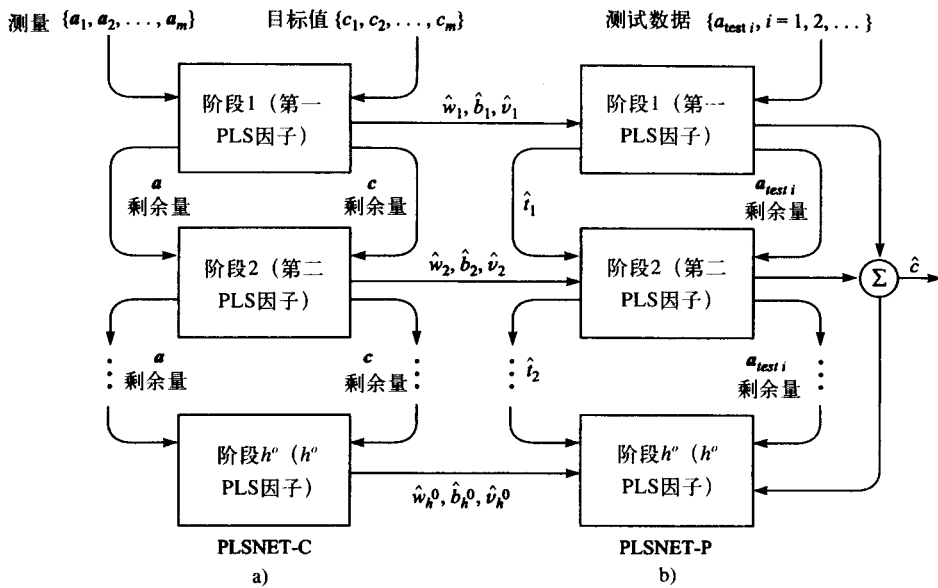 测量 {a₁, a₂, . . . , aₘ}
目标值 {c₁, c₂, . . . , cₘ}
测试数据 {a_test i, i = 1, 2, . . . }
阶段1（第一
PLS因子）
ŵ₁, b̂₁, v̂₁
阶段1（第一
PLS因子）
a
剩余量
c
剩余量
t̂₁
a_test i
剩余量
阶段2（第二
PLS因子）
ŵ₂, b̂₂, v̂₂
阶段2（第二
PLS因子）
Σ
ĉ
a
剩余量
c
剩余量
t̂₂
a_test i
剩余量
阶段hᵒ（hᵒ
PLS因子）
ŵ_h⁰, b̂_h⁰, v̂_h⁰
阶段hᵒ（hᵒ
PLS因子）
PLSNET-C
PLSNET-P
a)
b)